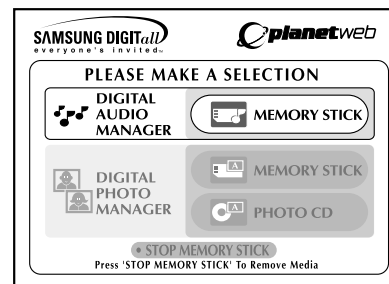 SAMSUNG DIGITall planetweb
everyone's invited™
PLEASE MAKE A SELECTION
DIGITAL
AUDIO
MANAGER
MEMORY STICK
DIGITAL
PHOTO
MANAGER
A MEMORY STICK
A PHOTO CD
• STOP MEMORY STICK
Press 'STOP MEMORY STICK' To Remove Media